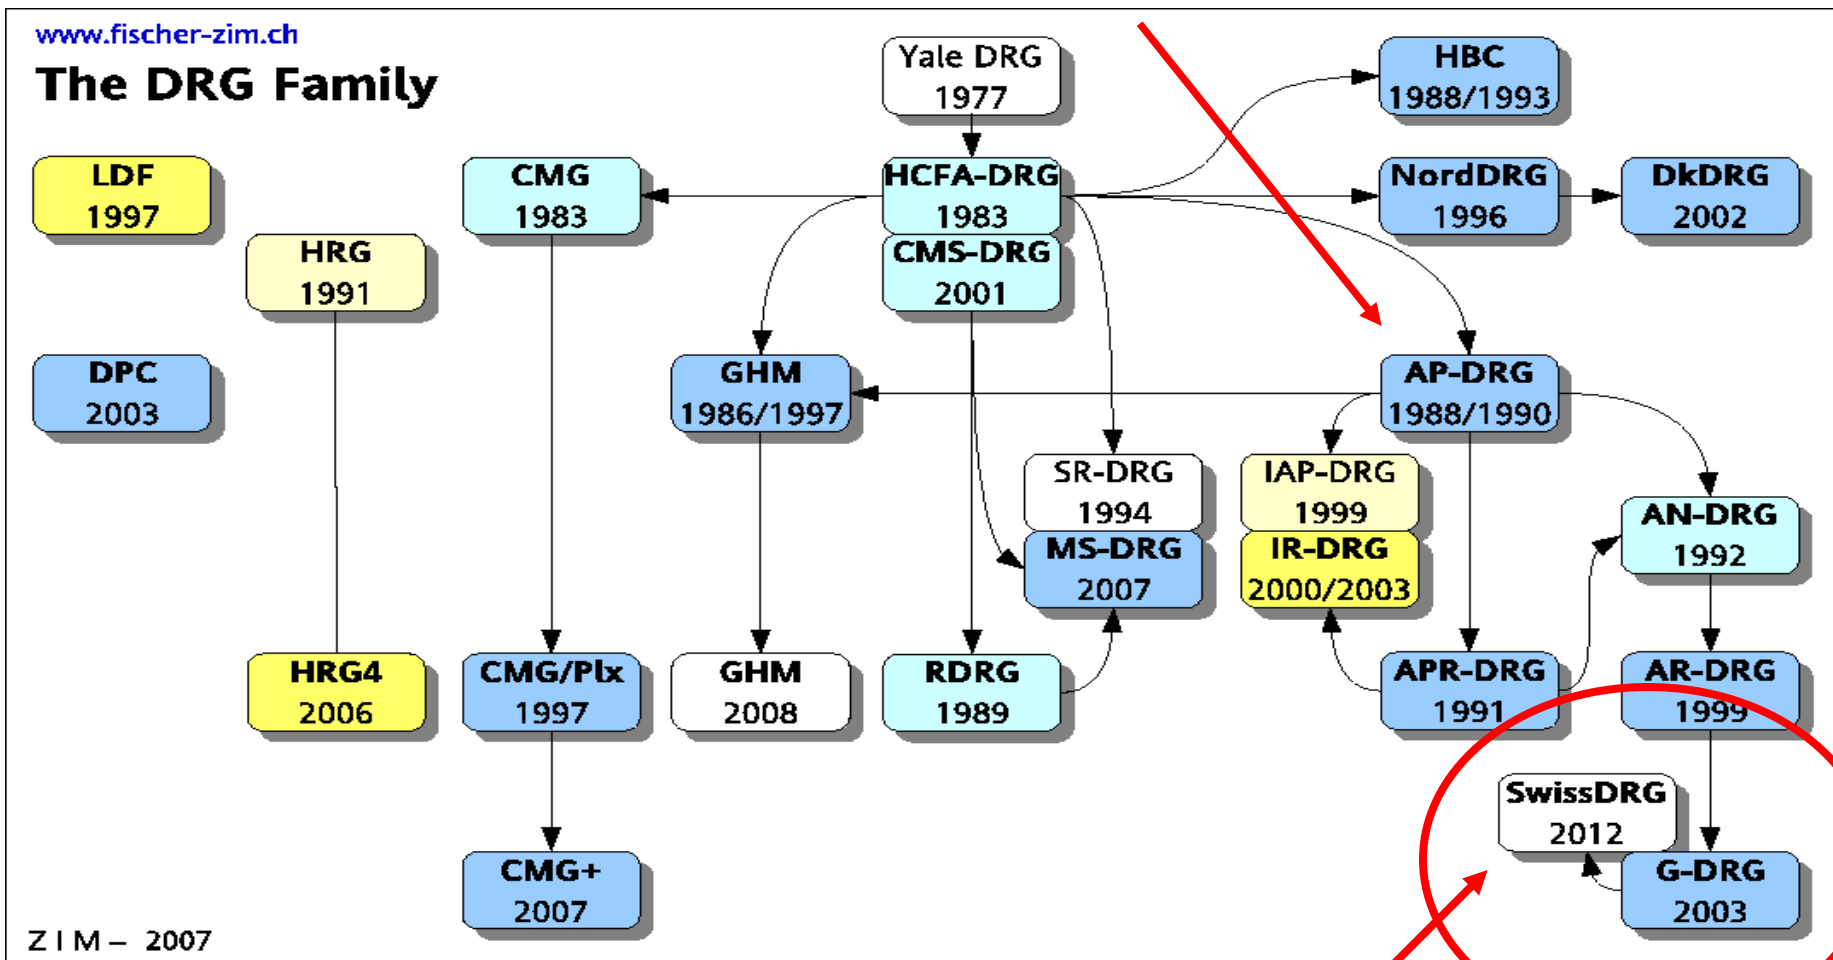 www.fischer-zim.ch
The DRG Family
Yale DRG
1977
HBC
1988/1993
LDF
1997
CMG
1983
HCFA-DRG
1983
NordDRG
1996
DkDRG
2002
HRG
1991
CMS-DRG
2001
DPC
2003
GHM
1986/1997
AP-DRG
1988/1990
SR-DRG
1994
IAP-DRG
1999
AN-DRG
1992
MS-DRG
2007
IR-DRG
2000/2003
HRG4
2006
CMG/Plx
1997
GHM
2008
RDRG
1989
APR-DRG
1991
AR-DRG
1999
SwissDRG
2012
CMG+
2007
G-DRG
2003
ZIM – 2007